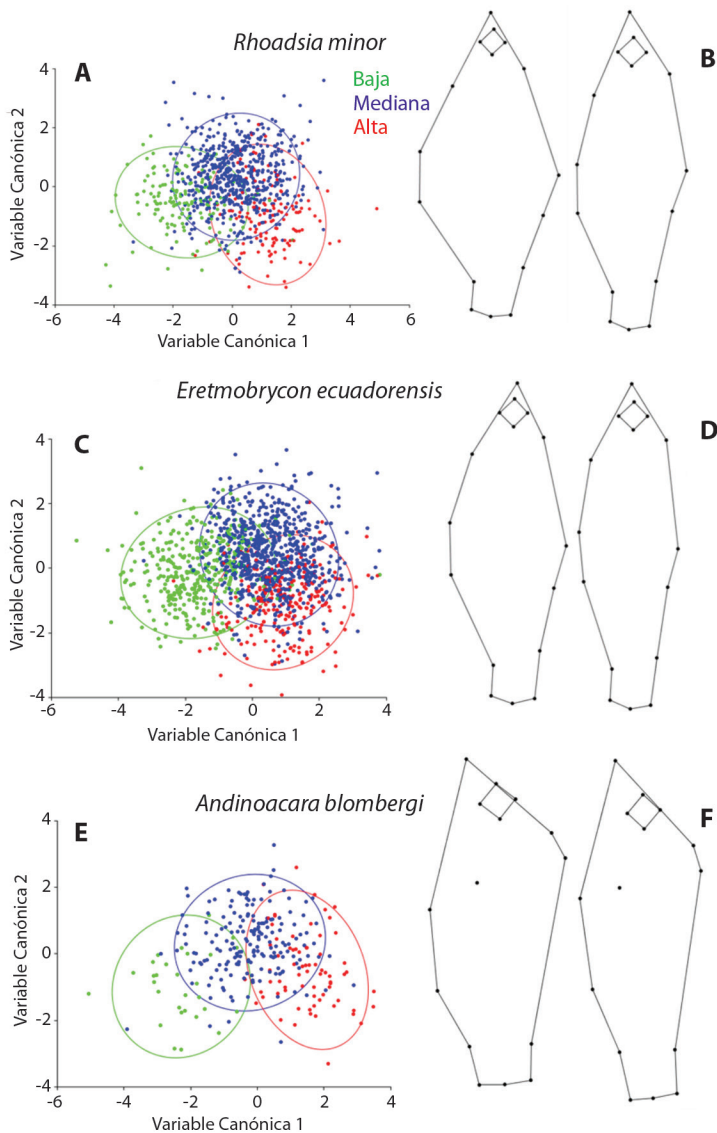 Rhoadsia minor
A
B
Baja
Mediana
Alta
4
2
0
-2
-4
Variable Canónica 2
-6
-4
-2
0
2
4
6
Variable Canónica 1
Eretmobrycon ecuadorensis
C
D
4
2
0
-2
-4
Variable Canónica 2
-6
-4
-2
0
2
4
Variable Canónica 1
Andinoacara blombergi
E
F
4
2
0
-2
-4
Variable Canónica 2
-6
-4
-2
0
2
4
Variable Canónica 1